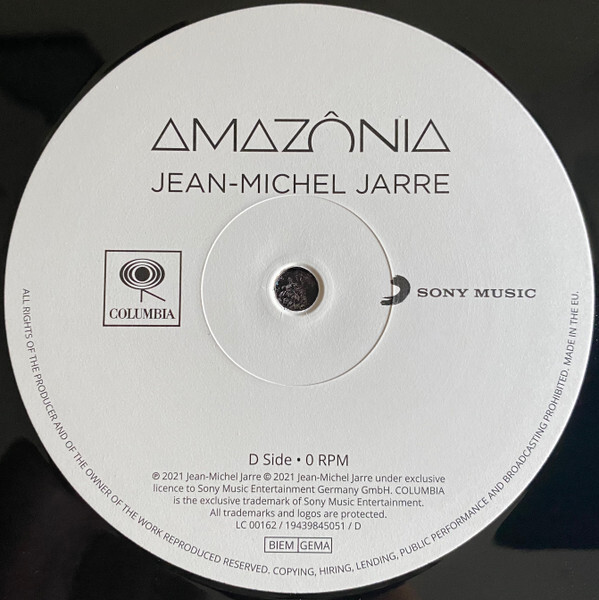 AMAZÔNIA
JEAN-MICHEL JARRE
COLUMBIA
SONY MUSIC
D Side • 0 RPM
℗ 2021 Jean-Michel Jarre © 2021 Jean-Michel Jarre under exclusive
licence to Sony Music Entertainment Germany GmbH. COLUMBIA
is the exclusive trademark of Sony Music Entertainment.
All trademarks and logos are protected.
LC 00162 / 19439845051 / D
BIEM GEMA
ALL RIGHTS OF THE PRODUCER AND OF THE OWNER OF THE WORK REPRODUCED RESERVED. COPYING, HIRING, LENDING, PUBLIC PERFORMANCE AND BROADCASTING PROHIBITED. MADE IN THE EU.